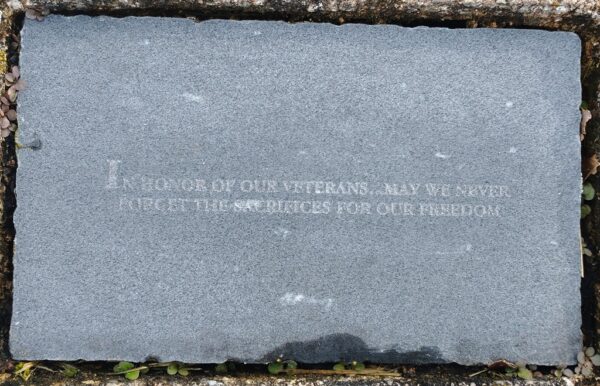 IN HONOR OF OUR VETERANS...MAY WE NEVER
FORGET THE SACRIFICES FOR OUR FREEDOM